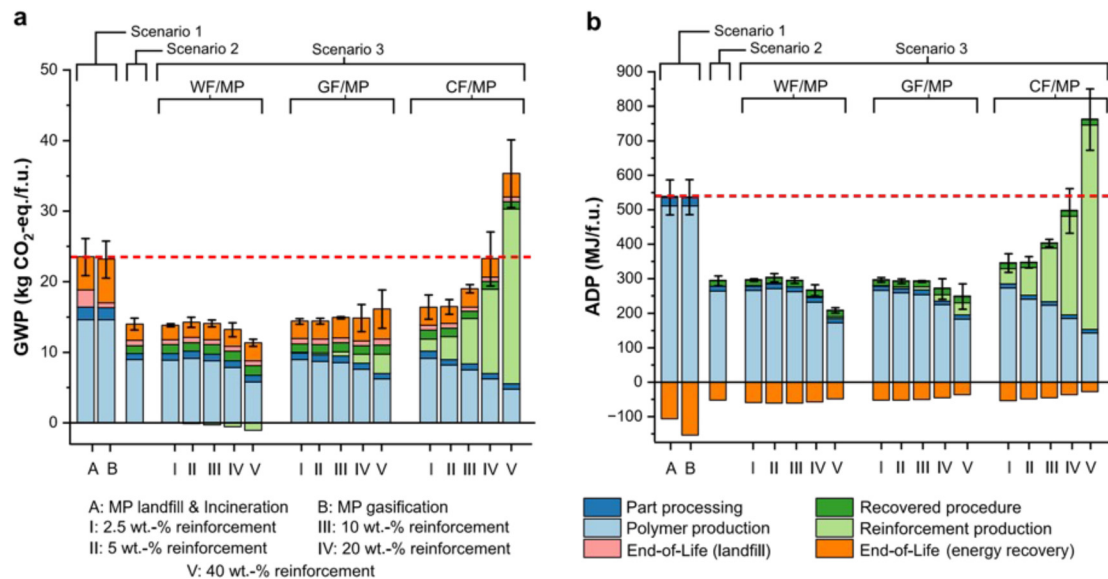 a
Scenario 1
Scenario 2
Scenario 3
WF/MP
GF/MP
CF/MP
GWP (kg CO₂-eq./f.u.)
50
40
30
20
10
0
A B I II III IV V I II III IV V I II III IV V
A: MP landfill & Incineration
B: MP gasification
I: 2.5 wt.-% reinforcement
III: 10 wt.-% reinforcement
II: 5 wt.-% reinforcement
IV: 20 wt.-% reinforcement
V: 40 wt.-% reinforcement
b
Scenario 1
Scenario 2
Scenario 3
WF/MP
GF/MP
CF/MP
ADP (MJ/f.u.)
900
800
700
600
500
400
300
200
100
0
−100
A B I II III IV V I II III IV V I II III IV V
Part processing
Recovered procedure
Polymer production
Reinforcement production
End-of-Life (landfill)
End-of-Life (energy recovery)